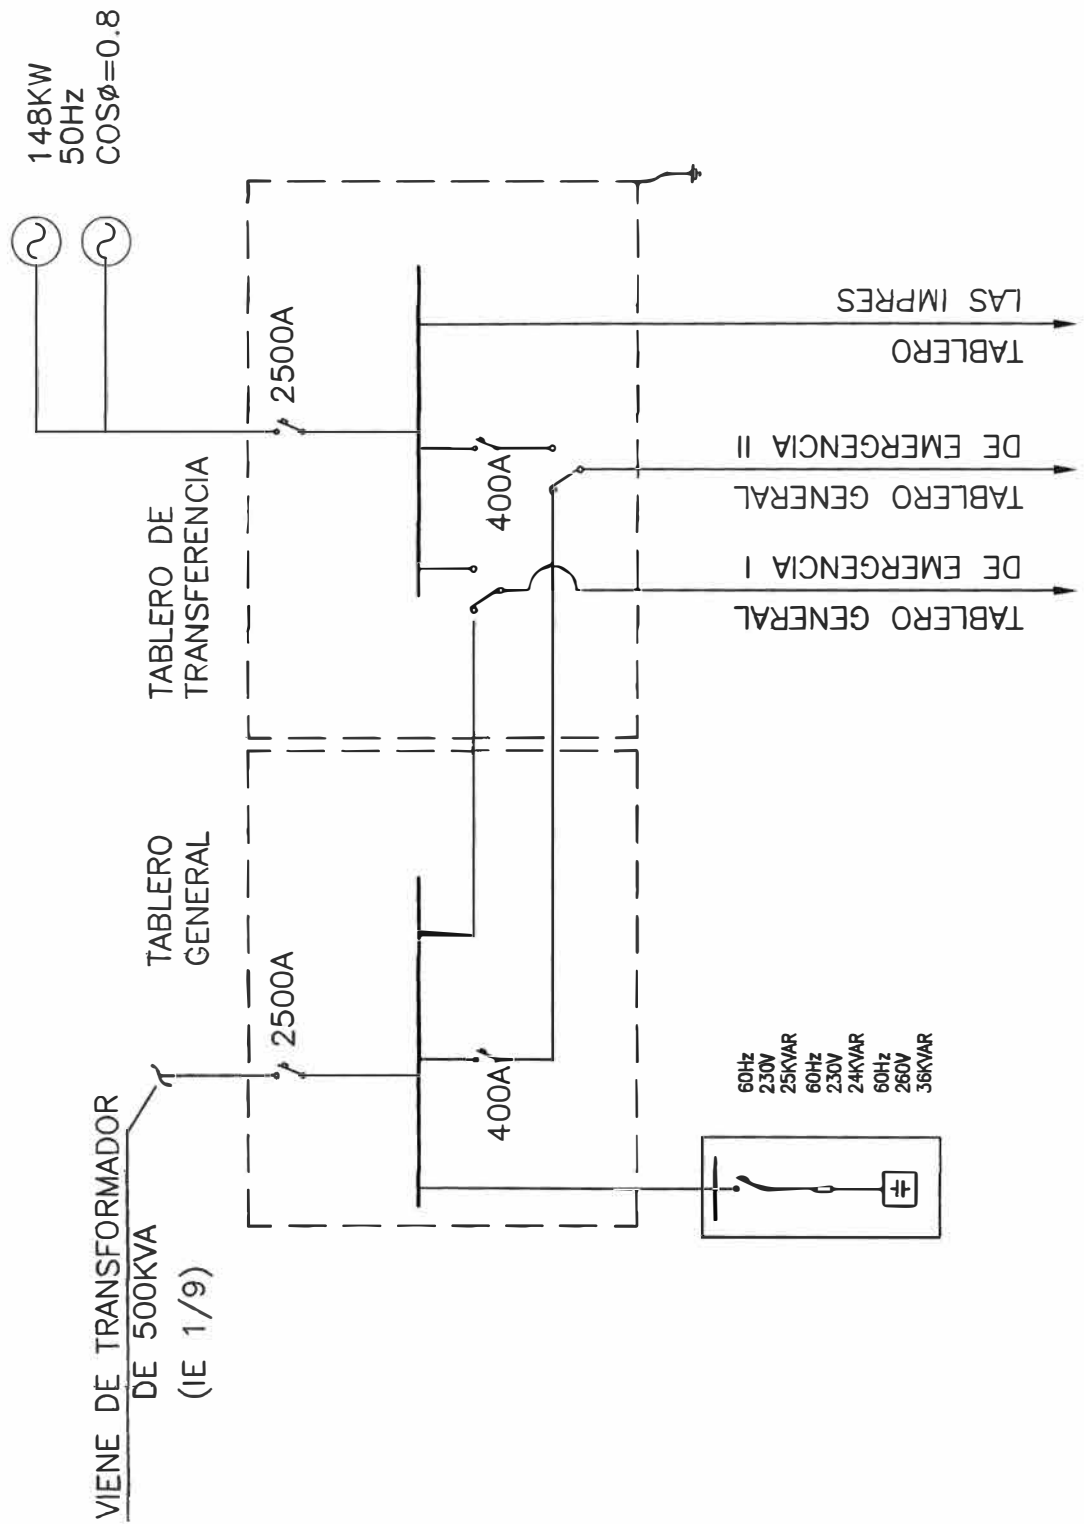 148KW
50Hz
COSø=0.8
VIENE DE TRANSFORMADOR
DE 500KVA
(IE 1/9)
TABLERO
GENERAL
TABLERO DE
TRANSFERENCIA
2500A
2500A
400A
400A
60Hz
230V
25KVAR
60Hz
230V
24KVAR
60Hz
260V
36KVAR
TABLERO GENERAL
DE EMERGENCIA I
TABLERO GENERAL
DE EMERGENCIA II
TABLERO
LAS IMPRES